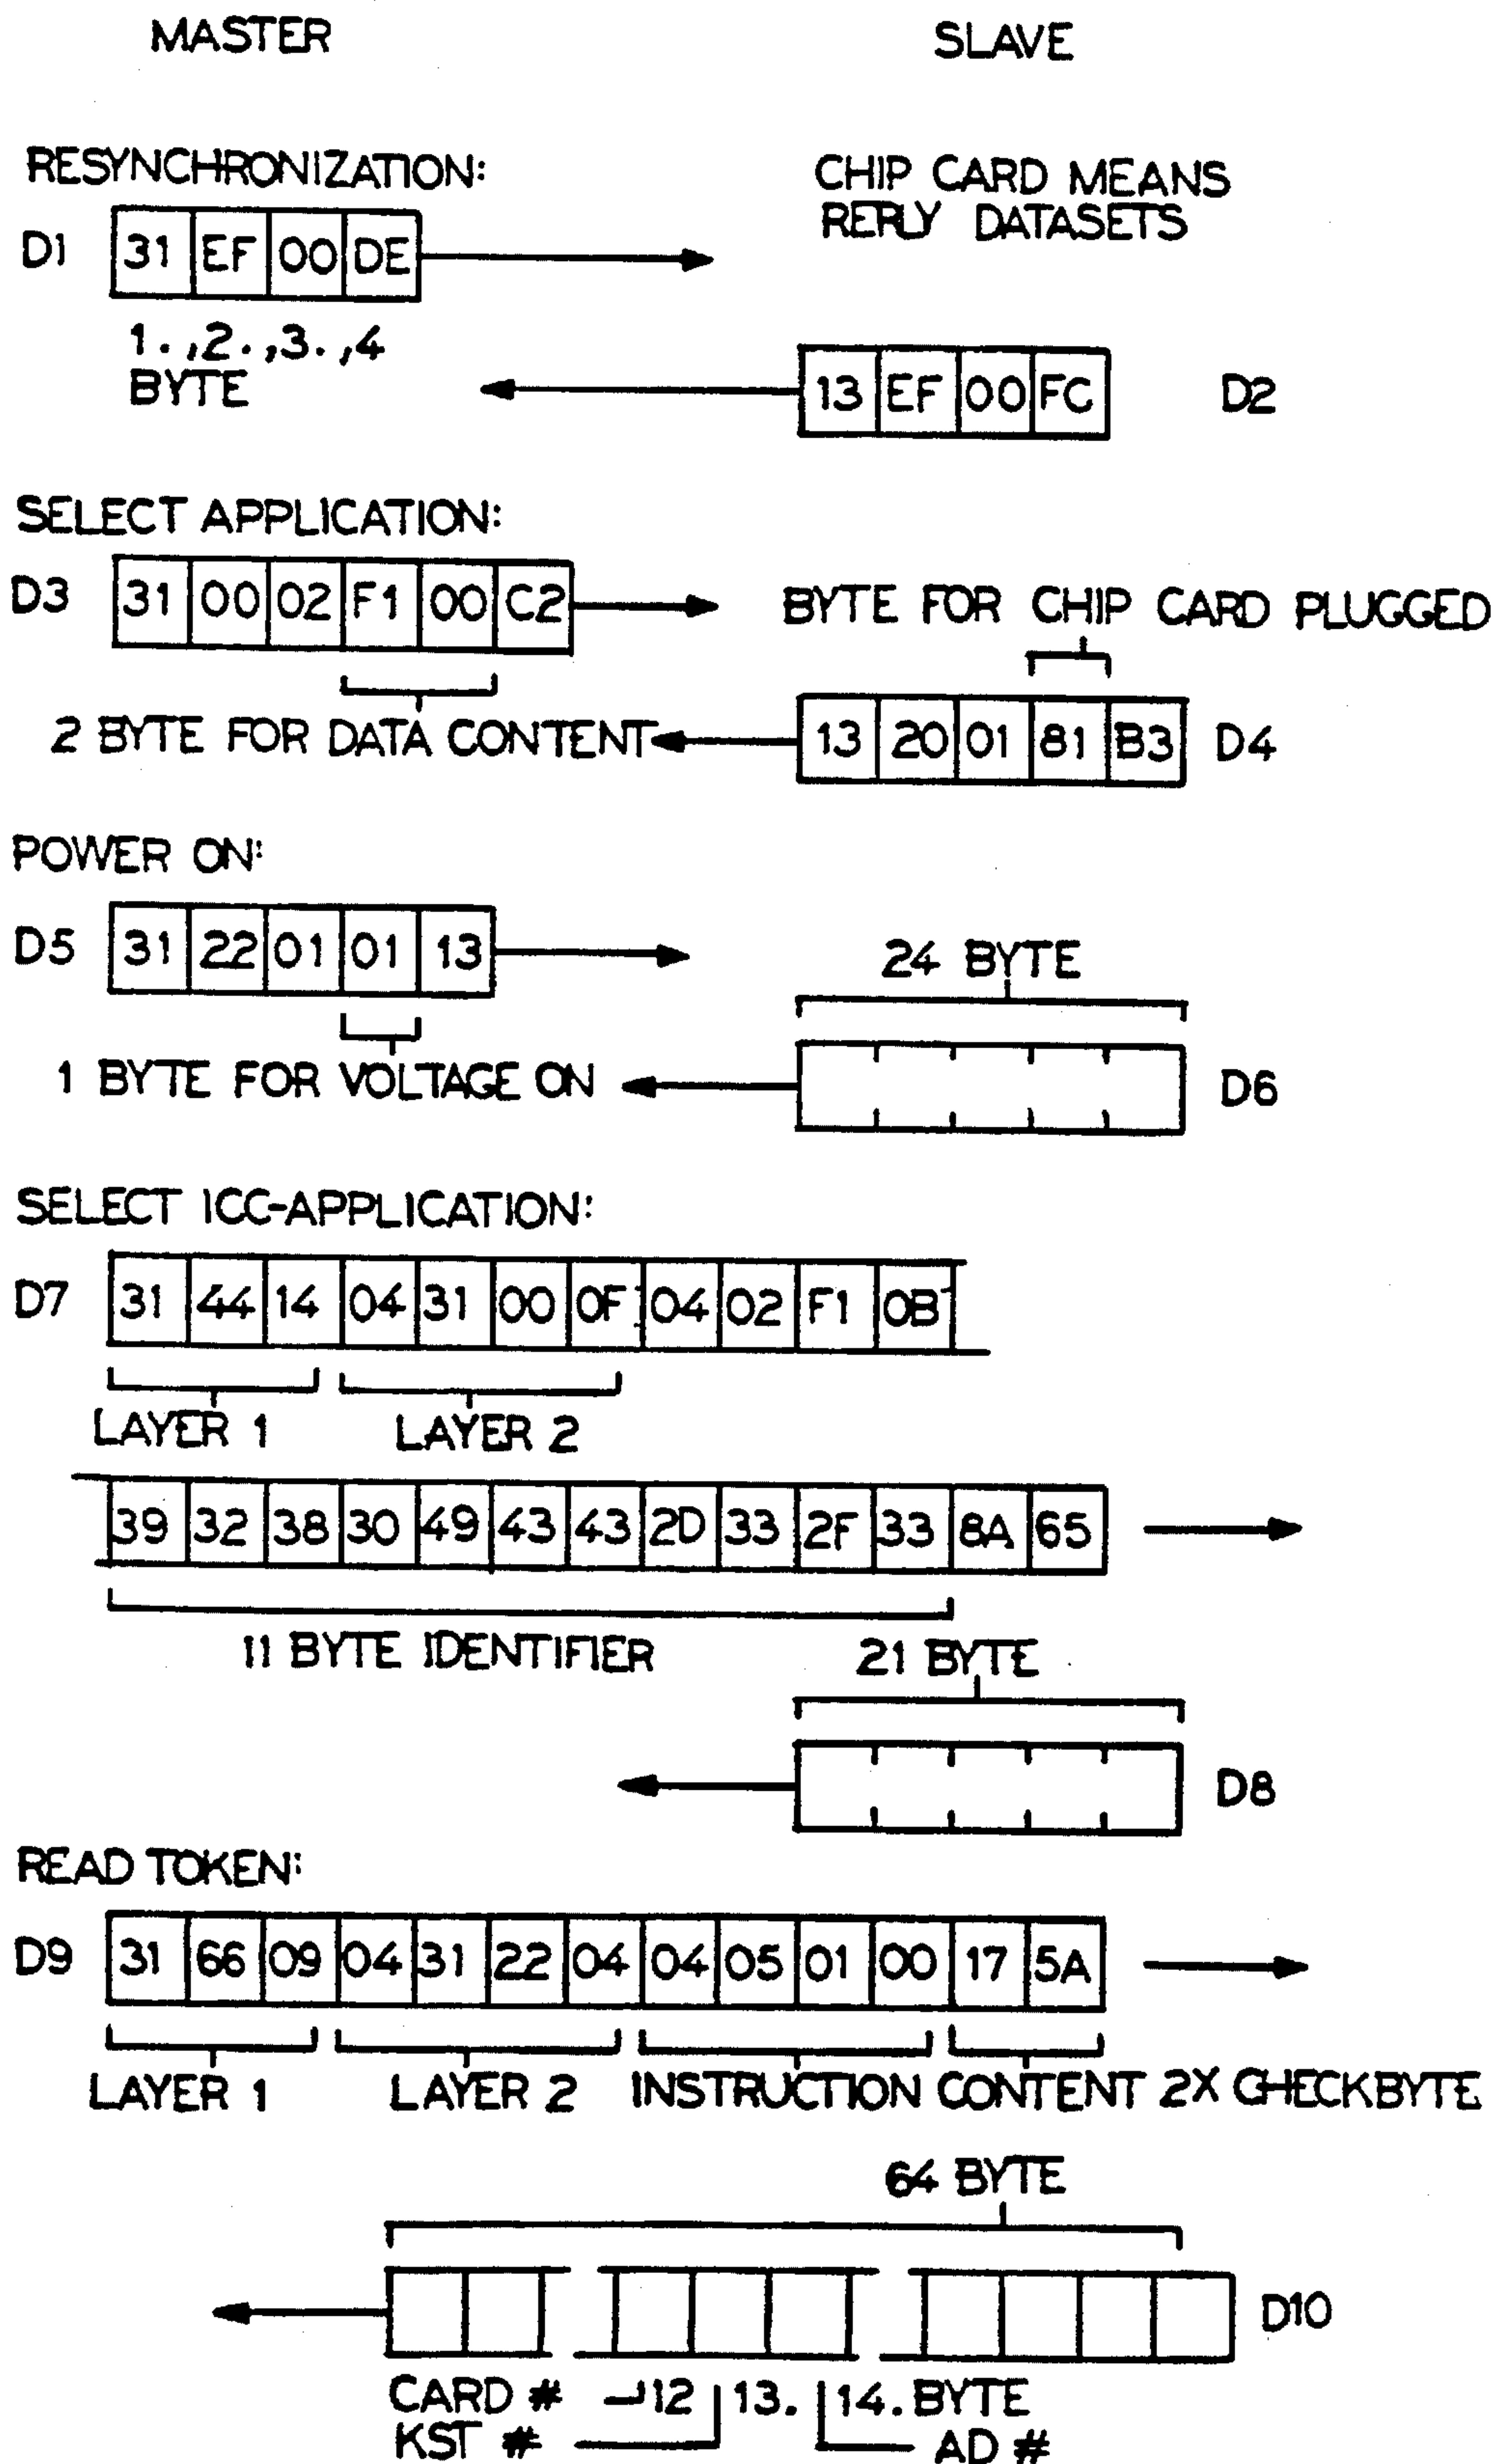 MASTER SLAVE
RESYNCHRONIZATION:
CHIP CARD MEANS
RERLY DATASETS
D1 31 EF 00 DE
1.,2.,3.,4
BYTE
13 EF 00 FC D2
SELECT APPLICATION:
D3 31 00 02 F1 00 C2
BYTE FOR CHIP CARD PLUGGED
2 BYTE FOR DATA CONTENT
13 20 01 81 B3 D4
POWER ON:
D5 31 22 01 01 13
24 BYTE
1 BYTE FOR VOLTAGE ON
D6
SELECT ICC-APPLICATION:
D7 31 44 14 04 31 00 0F 04 02 F1 0B
LAYER 1 LAYER 2
39 32 38 30 49 43 43 2D 33 2F 33 8A 65
11 BYTE IDENTIFIER
21 BYTE
D8
READ TOKEN:
D9 31 66 09 04 31 22 04 04 05 01 00 17 5A
LAYER 1 LAYER 2 INSTRUCTION CONTENT 2X CHECKBYTE
64 BYTE
D10
CARD # 12 13. 14. BYTE
KST # AD #